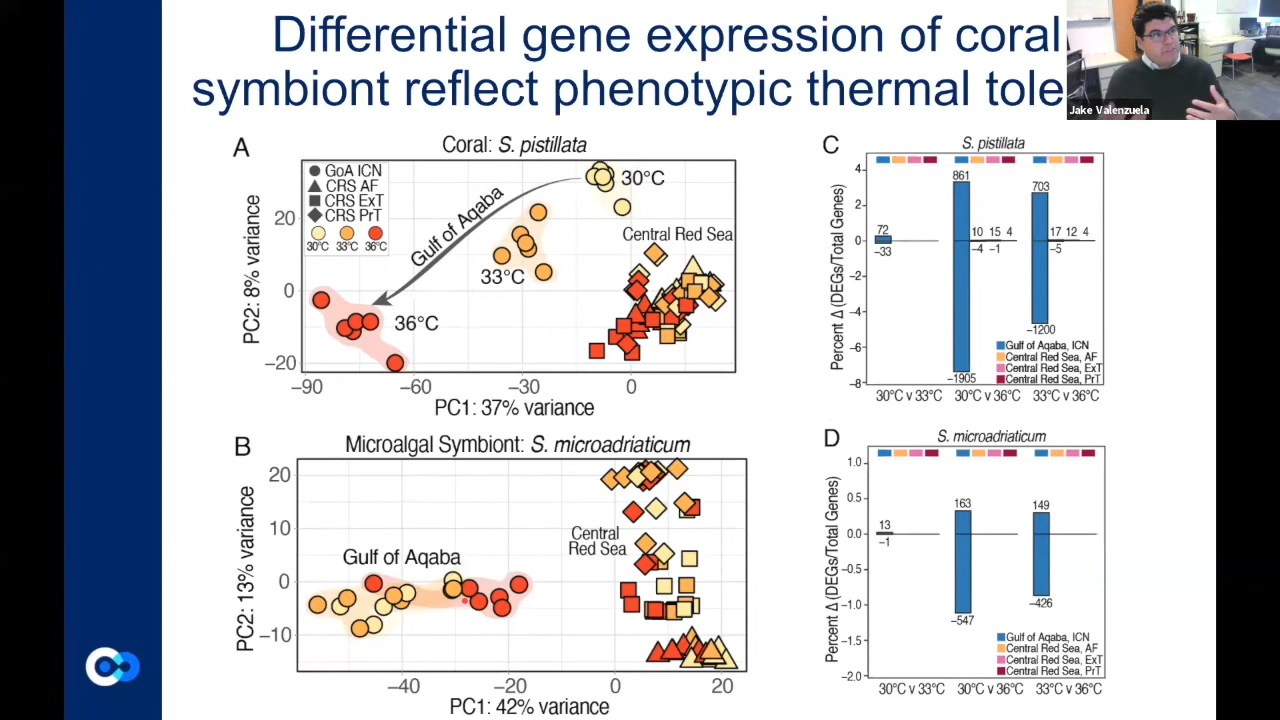 Differential gene expression of coral
symbiont reflect phenotypic thermal tole
Jake Valenzuela
A
Coral: S. pistillata
GoA ICN
CRS AF
CRS ExT
CRS PrT
30°C 33°C 36°C
Gulf of Aqaba
30°C
33°C
36°C
Central Red Sea
PC2: 8% variance
20
0
−20
−90 −60 −30 0
PC1: 37% variance
B
Microalgal Symbiont: S. microadriaticum
Gulf of Aqaba
Central
Red Sea
PC2: 13% variance
20
10
0
−10
−40 −20 0 20
PC1: 42% variance
C
S. pistillata
Percent Δ (DEGs/Total Genes)
4
2
0
−2
−4
−6
−8
72
−33
861
10 15 4
−4 −1
−1905
703
17 12 4
−5
−1200
Gulf of Aqaba, ICN
Central Red Sea, AF
Central Red Sea, ExT
Central Red Sea, PrT
30°C v 33°C 30°C v 36°C 33°C v 36°C
D
S. microadriaticum
Percent Δ (DEGs/Total Genes)
1.0
0.5
0.0
−0.5
−1.0
−1.5
−2.0
13
−1
163
−547
149
−426
Gulf of Aqaba, ICN
Central Red Sea, AF
Central Red Sea, ExT
Central Red Sea, PrT
30°C v 33°C 30°C v 36°C 33°C v 36°C